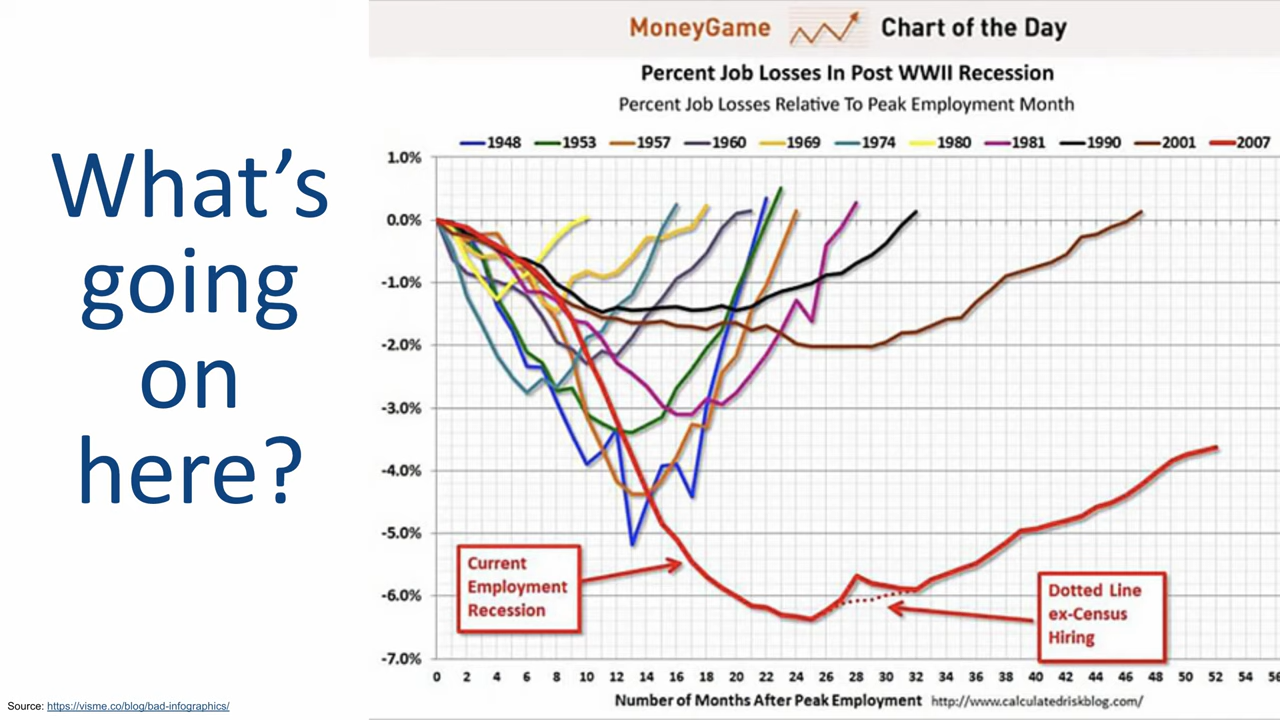 What's
going
on
here?
Source: https://visme.co/blog/bad-infographics/
MoneyGame Chart of the Day
Percent Job Losses In Post WWII Recession
Percent Job Losses Relative To Peak Employment Month
1948 1953 1957 1960 1969 1974 1980 1981 1990 2001 2007
1.0%
0.0%
-1.0%
-2.0%
-3.0%
-4.0%
-5.0%
-6.0%
-7.0%
Current
Employment
Recession
Dotted Line
ex-Census
Hiring
0 2 4 6 8 10 12 14 16 18 20 22 24 26 28 30 32 34 36 38 40 42 44 46 48 50 52 54
Number of Months After Peak Employment http://www.calculatedriskblog.com/